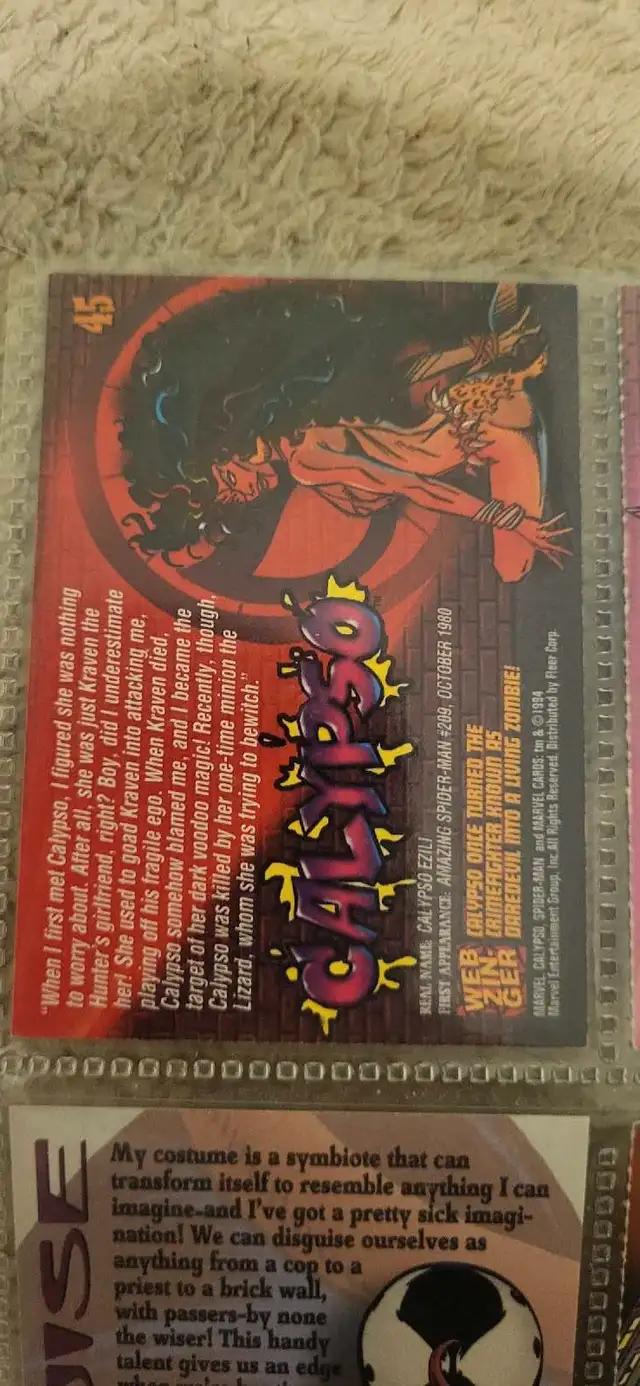 45
"When I first met Calypso, I figured she was nothing
to worry about. After all, she was just Kraven the
Hunter's girlfriend, right? Boy, did I underestimate
her! She used to goad Kraven into attacking me,
playing off his fragile ego. When Kraven died,
Calypso somehow blamed me, and I became the
target of her dark voodoo magic! Recently, though,
Calypso was killed by her one-time minion the
Lizard, whom she was trying to bewitch."
CALYPSO
REAL NAME: CALYPSO EZILI
FIRST APPEARANCE: AMAZING SPIDER-MAN #209, OCTOBER 1980
WEB
ZIN-
GER
CALYPSO ONCE TURNED THE
CRIMEFIGHTER KNOWN AS
DAREDEVIL INTO A LIVING ZOMBIE!
MARVEL, CALYPSO, SPIDER-MAN and MARVEL CARDS: tm & ©1994
Marvel Entertainment Group, Inc. All Rights Reserved. Distributed by Fleer Corp.
My costume is a symbiote that can
transform itself to resemble anything I can
imagine-and I've got a pretty sick imagi-
nation! We can disguise ourselves as
anything from a cop to a
priest to a brick wall,
with passers-by none
the wiser! This handy
talent gives us an edge